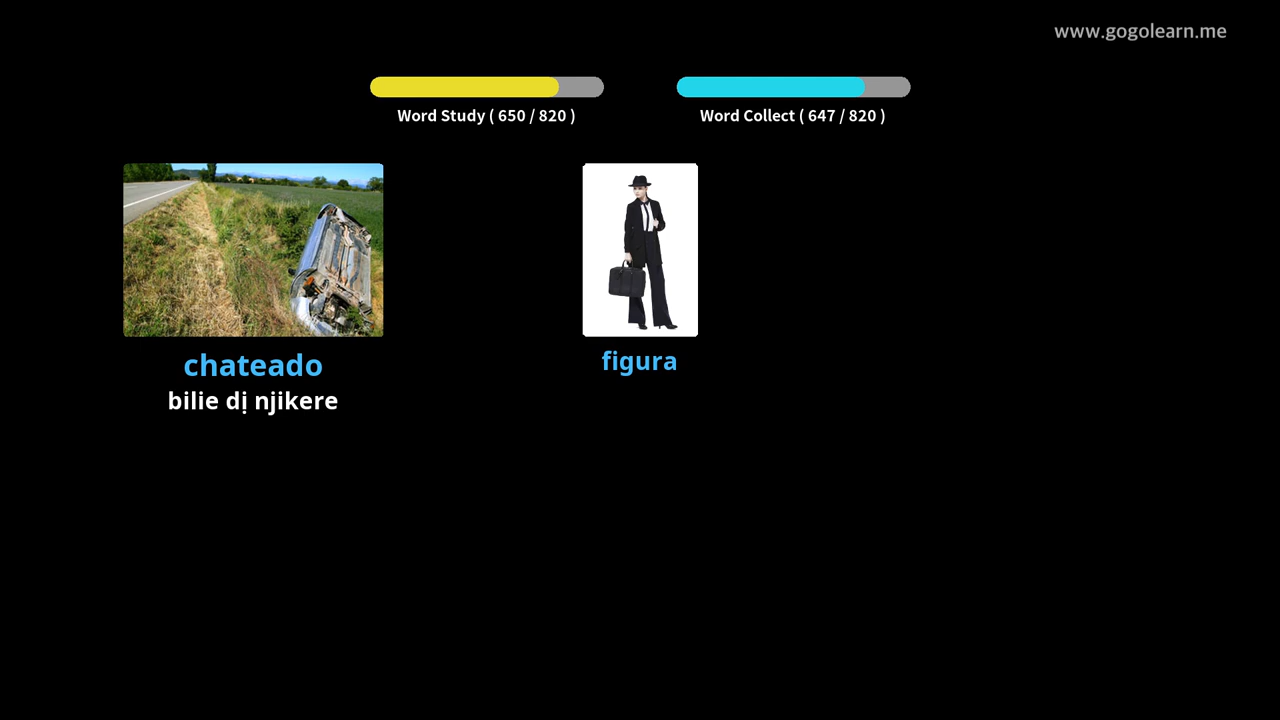 www.gogolearn.me
Word Study ( 650 / 820 )
Word Collect ( 647 / 820 )
chateado
bilie dị njikere
figura